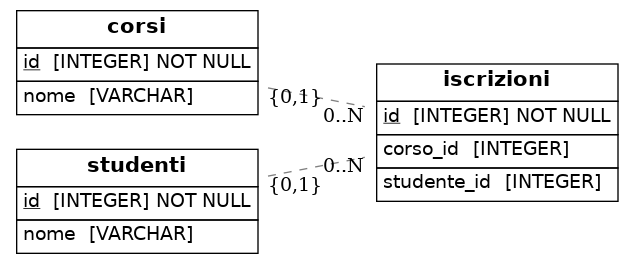 corsi
id [INTEGER] NOT NULL
nome [VARCHAR]
{0,1}
0..N
iscrizioni
id [INTEGER] NOT NULL
corso_id [INTEGER]
studente_id [INTEGER]
studenti
id [INTEGER] NOT NULL
nome [VARCHAR]
0..N
{0,1}